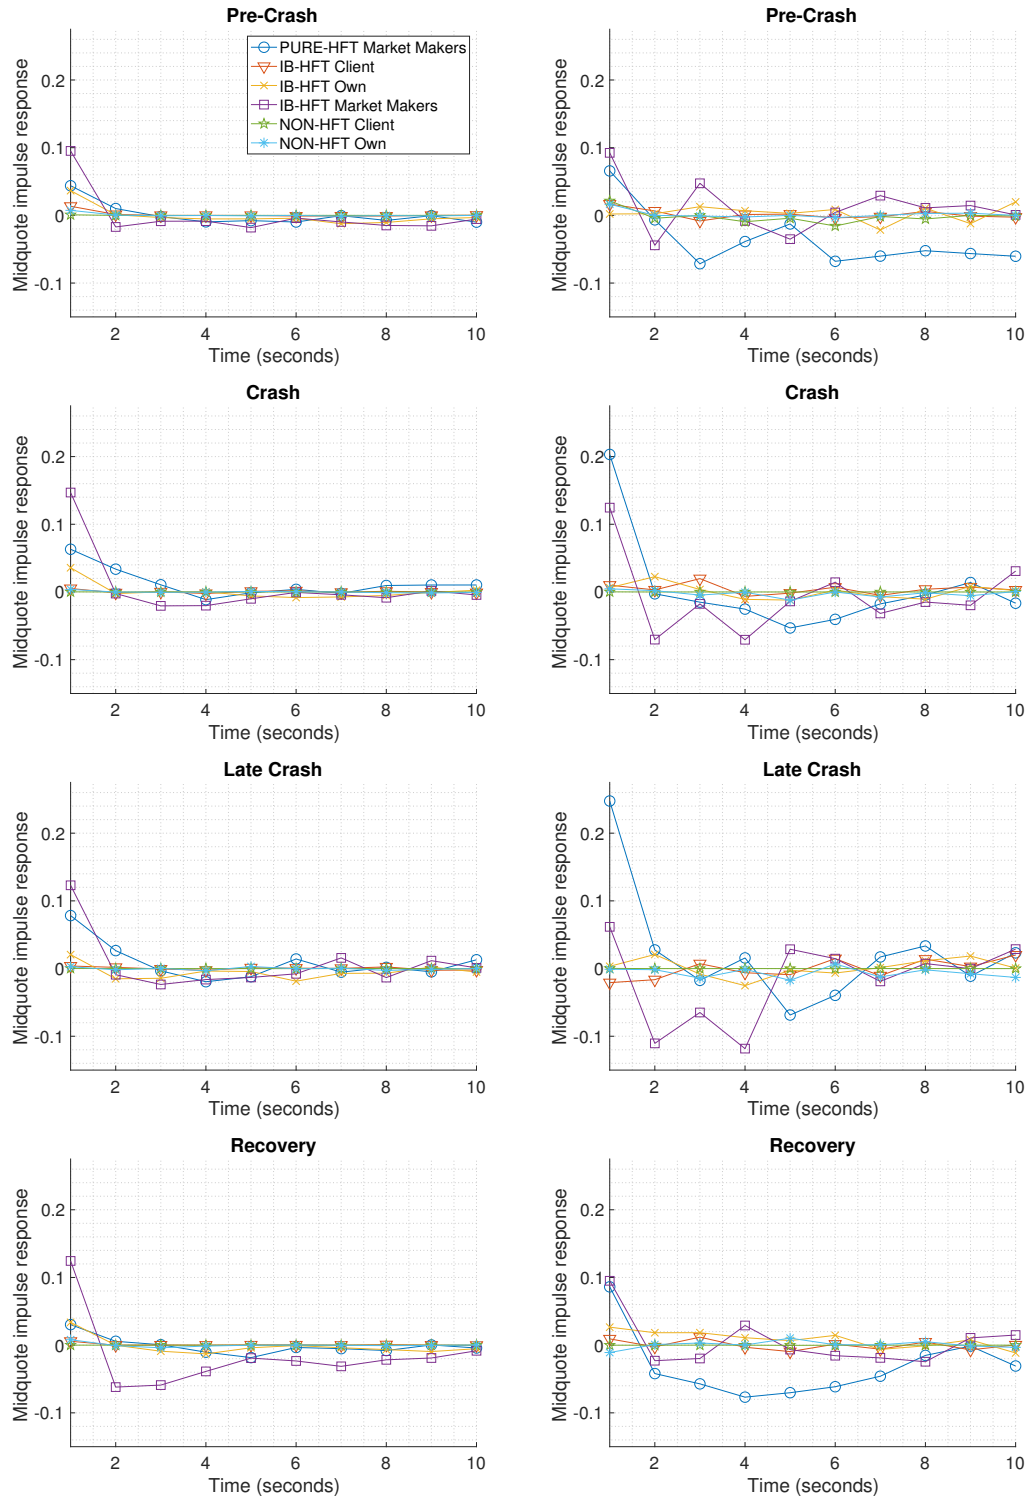 Pre-Crash
Midquote impulse response
0.2
0.1
0
-0.1
2 4 6 8 10
Time (seconds)
PURE-HFT Market Makers
IB-HFT Client
IB-HFT Own
IB-HFT Market Makers
NON-HFT Client
NON-HFT Own
Pre-Crash
Midquote impulse response
0.2
0.1
0
-0.1
2 4 6 8 10
Time (seconds)
Crash
Midquote impulse response
0.2
0.1
0
-0.1
2 4 6 8 10
Time (seconds)
Crash
Midquote impulse response
0.2
0.1
0
-0.1
2 4 6 8 10
Time (seconds)
Late Crash
Midquote impulse response
0.2
0.1
0
-0.1
2 4 6 8 10
Time (seconds)
Late Crash
Midquote impulse response
0.2
0.1
0
-0.1
2 4 6 8 10
Time (seconds)
Recovery
Midquote impulse response
0.2
0.1
0
-0.1
2 4 6 8 10
Time (seconds)
Recovery
Midquote impulse response
0.2
0.1
0
-0.1
2 4 6 8 10
Time (seconds)